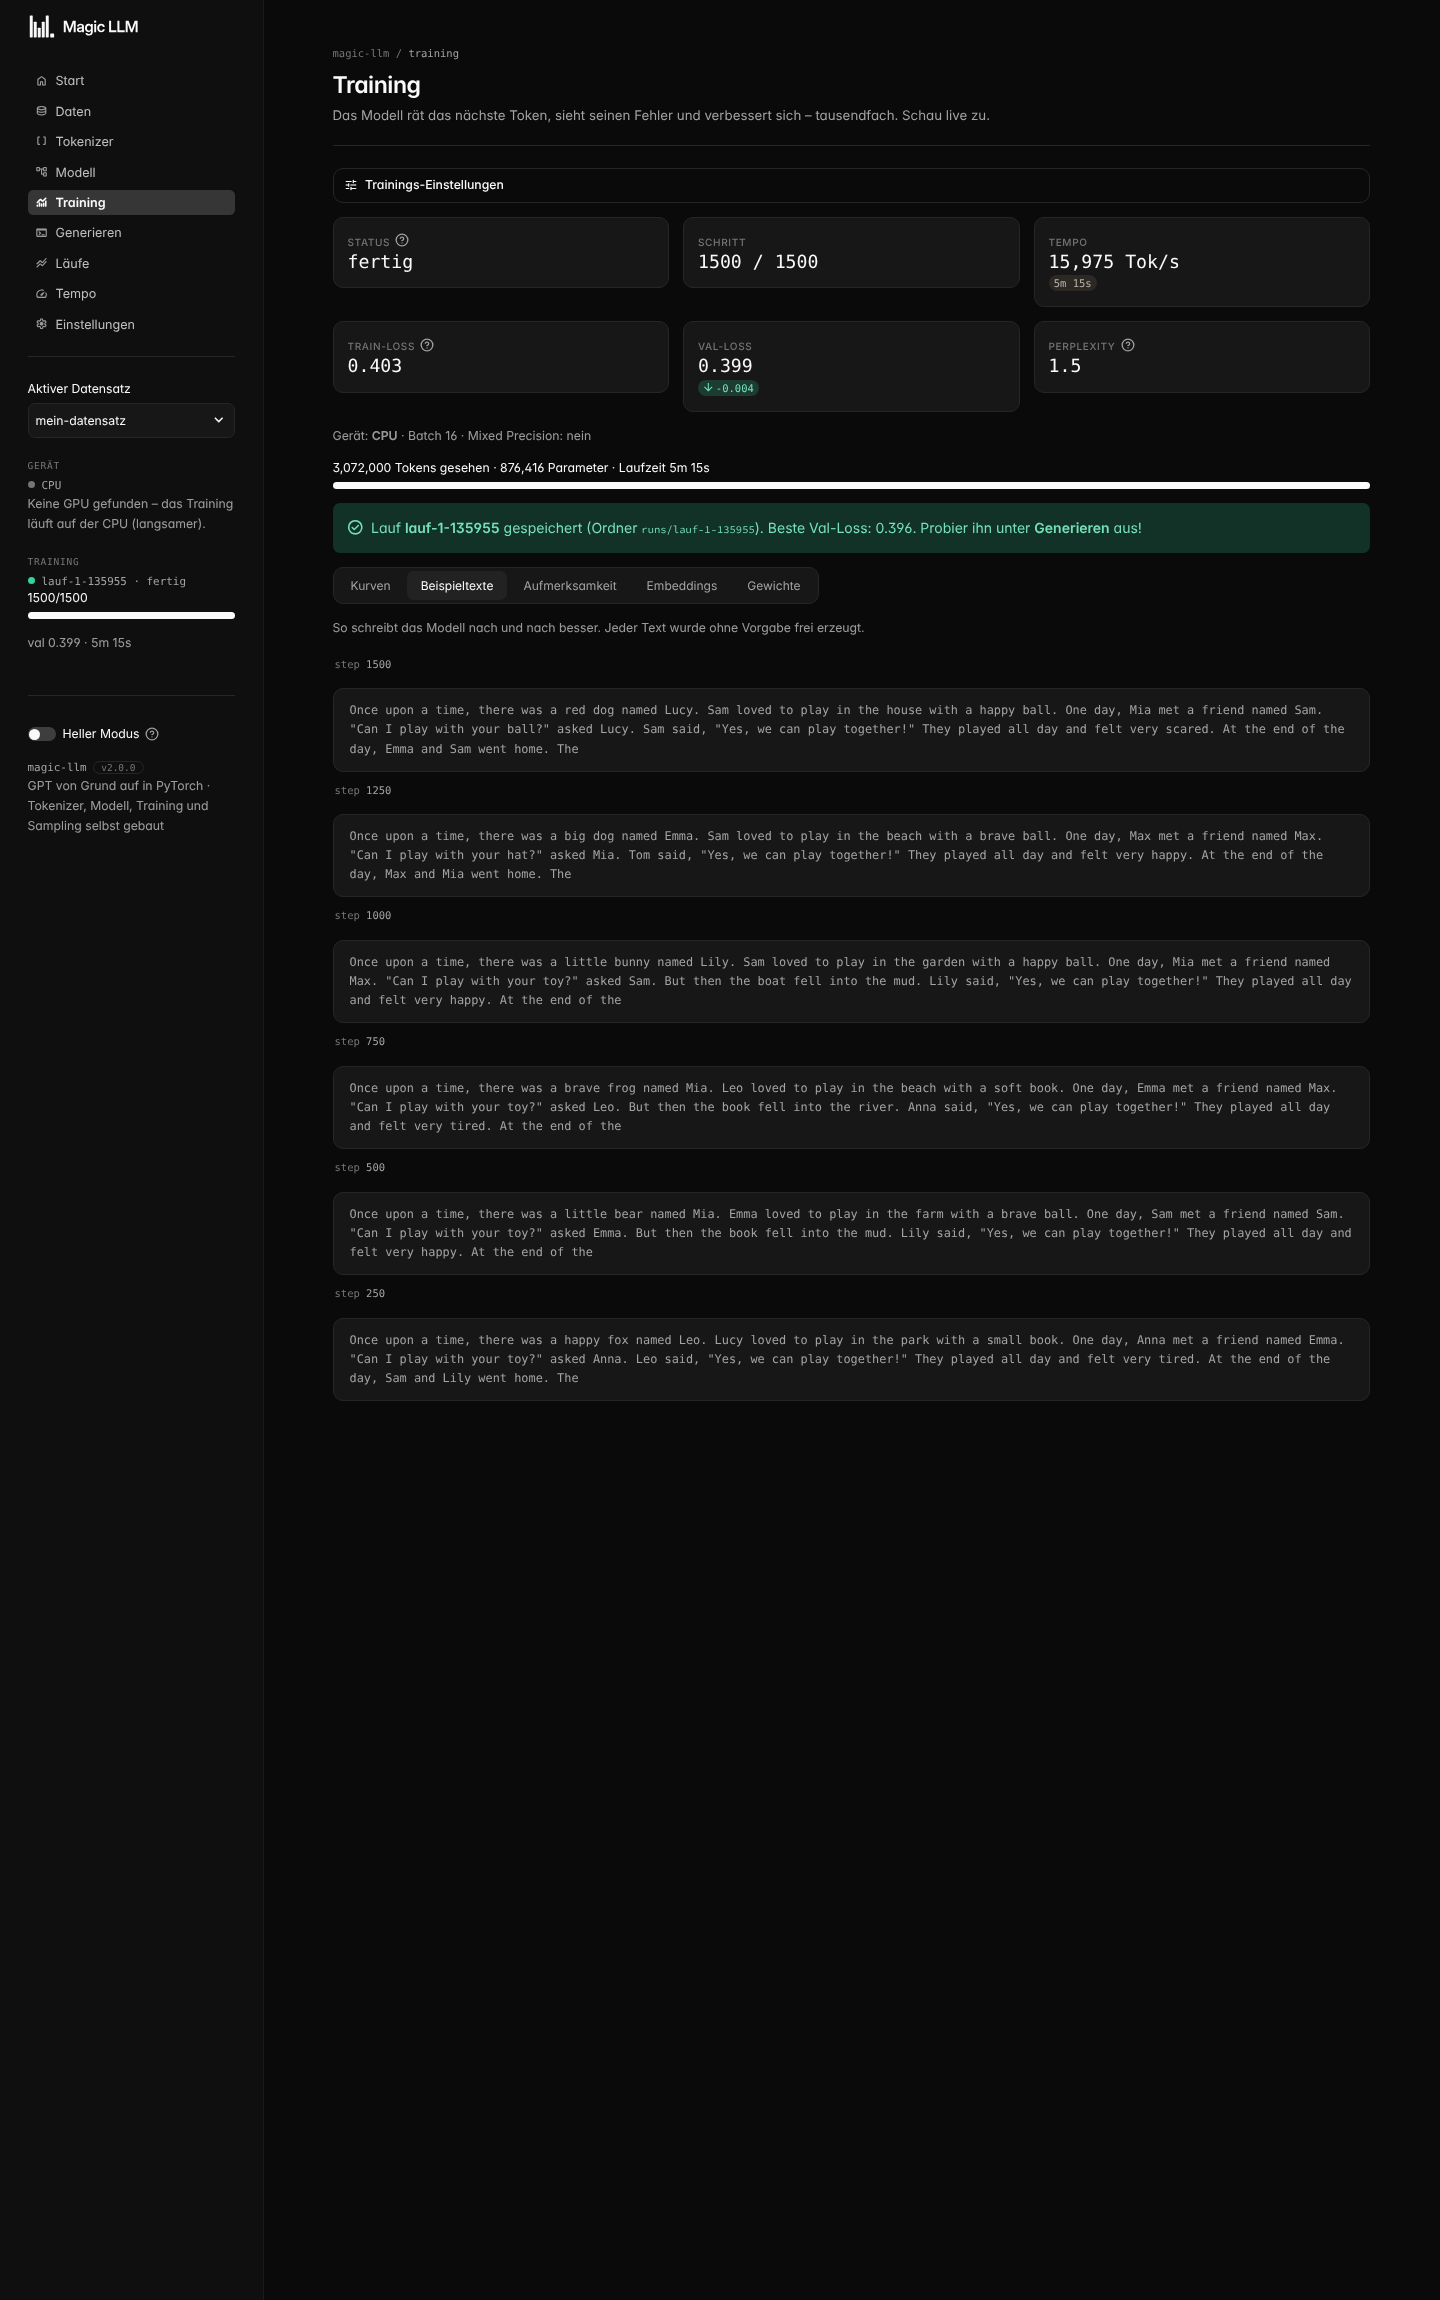 Magic LLM
Start
Daten
Tokenizer
Modell
Training
Generieren
Läufe
Tempo
Einstellungen
Aktiver Datensatz
mein-datensatz
GERÄT
CPU
Keine GPU gefunden – das Training
läuft auf der CPU (langsamer).
TRAINING
lauf-1-135955 · fertig
1500/1500
val 0.399 · 5m 15s
Heller Modus
magic-llm v2.0.0
GPT von Grund auf in PyTorch ·
Tokenizer, Modell, Training und
Sampling selbst gebaut
magic-llm / training
Training
Das Modell rät das nächste Token, sieht seinen Fehler und verbessert sich – tausendfach. Schau live zu.
Trainings-Einstellungen
STATUS
fertig
SCHRITT
1500 / 1500
TEMPO
15,975 Tok/s
5m 15s
TRAIN-LOSS
0.403
VAL-LOSS
0.399
-0.004
PERPLEXITY
1.5
Gerät: CPU · Batch 16 · Mixed Precision: nein
3,072,000 Tokens gesehen · 876,416 Parameter · Laufzeit 5m 15s
Lauf lauf-1-135955 gespeichert (Ordner runs/lauf-1-135955). Beste Val-Loss: 0.396. Probier ihn unter Generieren aus!
Kurven Beispieltexte Aufmerksamkeit Embeddings Gewichte
So schreibt das Modell nach und nach besser. Jeder Text wurde ohne Vorgabe frei erzeugt.
step 1500
Once upon a time, there was a red dog named Lucy. Sam loved to play in the house with a happy ball. One day, Mia met a friend named Sam.
"Can I play with your ball?" asked Lucy. Sam said, "Yes, we can play together!" They played all day and felt very scared. At the end of the
day, Emma and Sam went home. The
step 1250
Once upon a time, there was a big dog named Emma. Sam loved to play in the beach with a brave ball. One day, Max met a friend named Max.
"Can I play with your hat?" asked Mia. Tom said, "Yes, we can play together!" They played all day and felt very happy. At the end of the
day, Max and Mia went home. The
step 1000
Once upon a time, there was a little bunny named Lily. Sam loved to play in the garden with a happy ball. One day, Mia met a friend named
Max. "Can I play with your toy?" asked Sam. But then the boat fell into the mud. Lily said, "Yes, we can play together!" They played all day
and felt very happy. At the end of the
step 750
Once upon a time, there was a brave frog named Mia. Leo loved to play in the beach with a soft book. One day, Emma met a friend named Max.
"Can I play with your toy?" asked Leo. But then the book fell into the river. Anna said, "Yes, we can play together!" They played all day
and felt very tired. At the end of the
step 500
Once upon a time, there was a little bear named Mia. Emma loved to play in the farm with a brave ball. One day, Sam met a friend named Sam.
"Can I play with your toy?" asked Emma. But then the book fell into the mud. Lily said, "Yes, we can play together!" They played all day and
felt very happy. At the end of the
step 250
Once upon a time, there was a happy fox named Leo. Lucy loved to play in the park with a small book. One day, Anna met a friend named Emma.
"Can I play with your toy?" asked Anna. Leo said, "Yes, we can play together!" They played all day and felt very tired. At the end of the
day, Sam and Lily went home. The